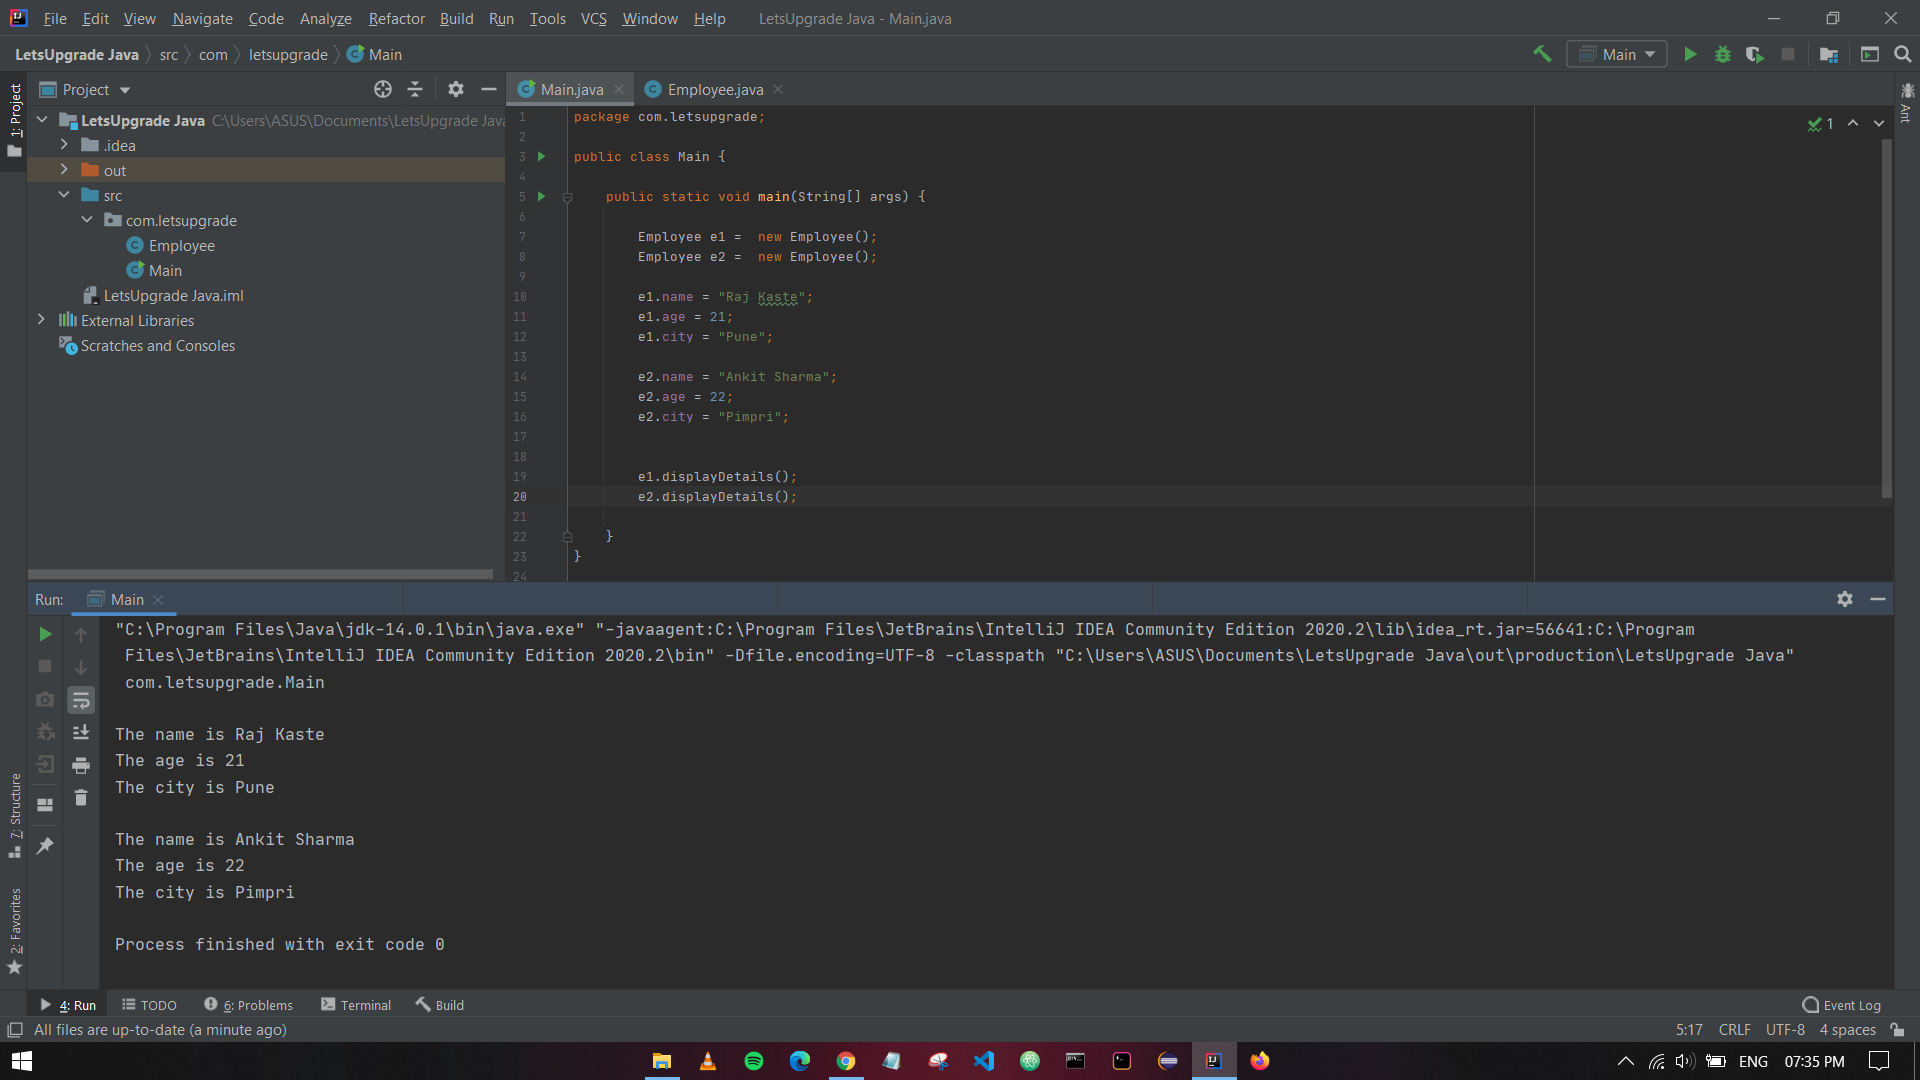 File Edit View Navigate Code Analyze Refactor Build Run Tools VCS Window Help LetsUpgrade Java - Main.java
LetsUpgrade Java src com letsupgrade Main
Main
1: Project
Project
LetsUpgrade Java C:\Users\ASUS\Documents\LetsUpgrade Java
.idea
out
src
com.letsupgrade
Employee
Main
LetsUpgrade Java.iml
External Libraries
Scratches and Consoles
7: Structure
2: Favorites
Main.java Employee.java
Ant
1
1 package com.letsupgrade;
2
3 public class Main {
4
5 public static void main(String[] args) {
6
7 Employee e1 =  new Employee();
8 Employee e2 =  new Employee();
9
10 e1.name = "Raj Kaste";
11 e1.age = 21;
12 e1.city = "Pune";
13
14 e2.name = "Ankit Sharma";
15 e2.age = 22;
16 e2.city = "Pimpri";
17
18
19 e1.displayDetails();
20 e2.displayDetails();
21
22 }
23 }
24
Run: Main
"C:\Program Files\Java\jdk-14.0.1\bin\java.exe" "-javaagent:C:\Program Files\JetBrains\IntelliJ IDEA Community Edition 2020.2\lib\idea_rt.jar=56641:C:\Program
Files\JetBrains\IntelliJ IDEA Community Edition 2020.2\bin" -Dfile.encoding=UTF-8 -classpath "C:\Users\ASUS\Documents\LetsUpgrade Java\out\production\LetsUpgrade Java"
com.letsupgrade.Main
The name is Raj Kaste
The age is 21
The city is Pune
The name is Ankit Sharma
The age is 22
The city is Pimpri
Process finished with exit code 0
4: Run TODO 6: Problems Terminal Build Event Log
All files are up-to-date (a minute ago) 5:17 CRLF UTF-8 4 spaces
ENG 07:35 PM